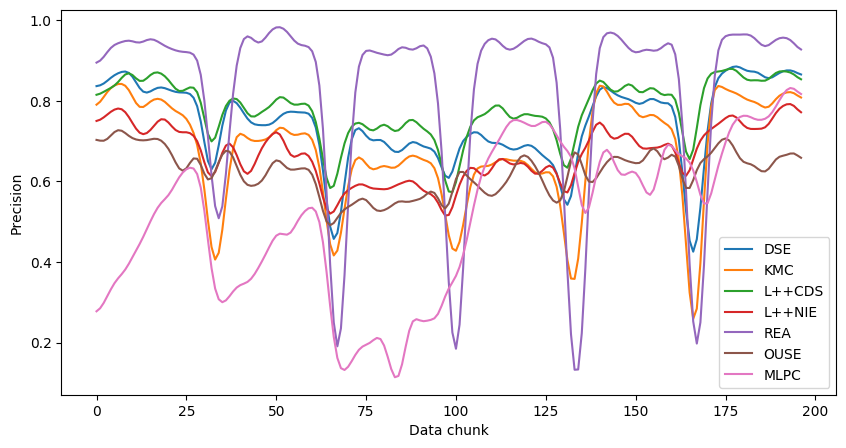 1.0
0.8
0.6
0.4
0.2
Precision
0
25
50
75
100
125
150
175
200
Data chunk
DSE
KMC
L++CDS
L++NIE
REA
OUSE
MLPC